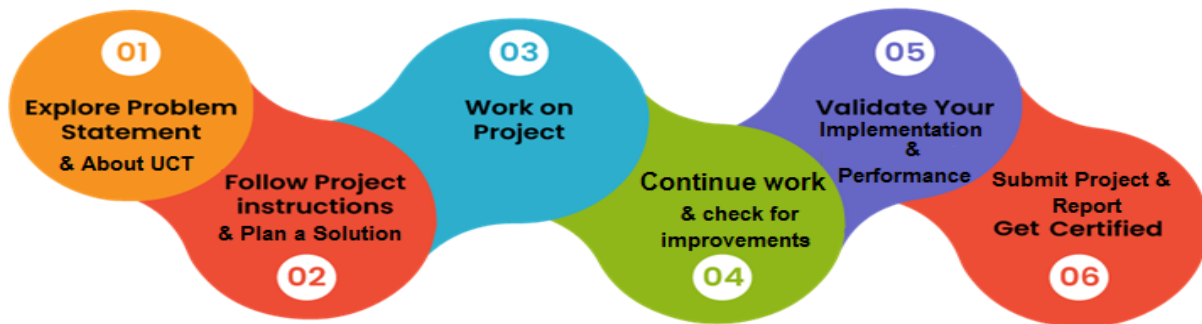 01
Explore Problem
Statement
& About UCT
Follow Project
instructions
& Plan a Solution
02
03
Work on
Project
Continue work
& check for
improvements
04
05
Validate Your
Implementation
&
Performance
Submit Project &
Report
Get Certified
06